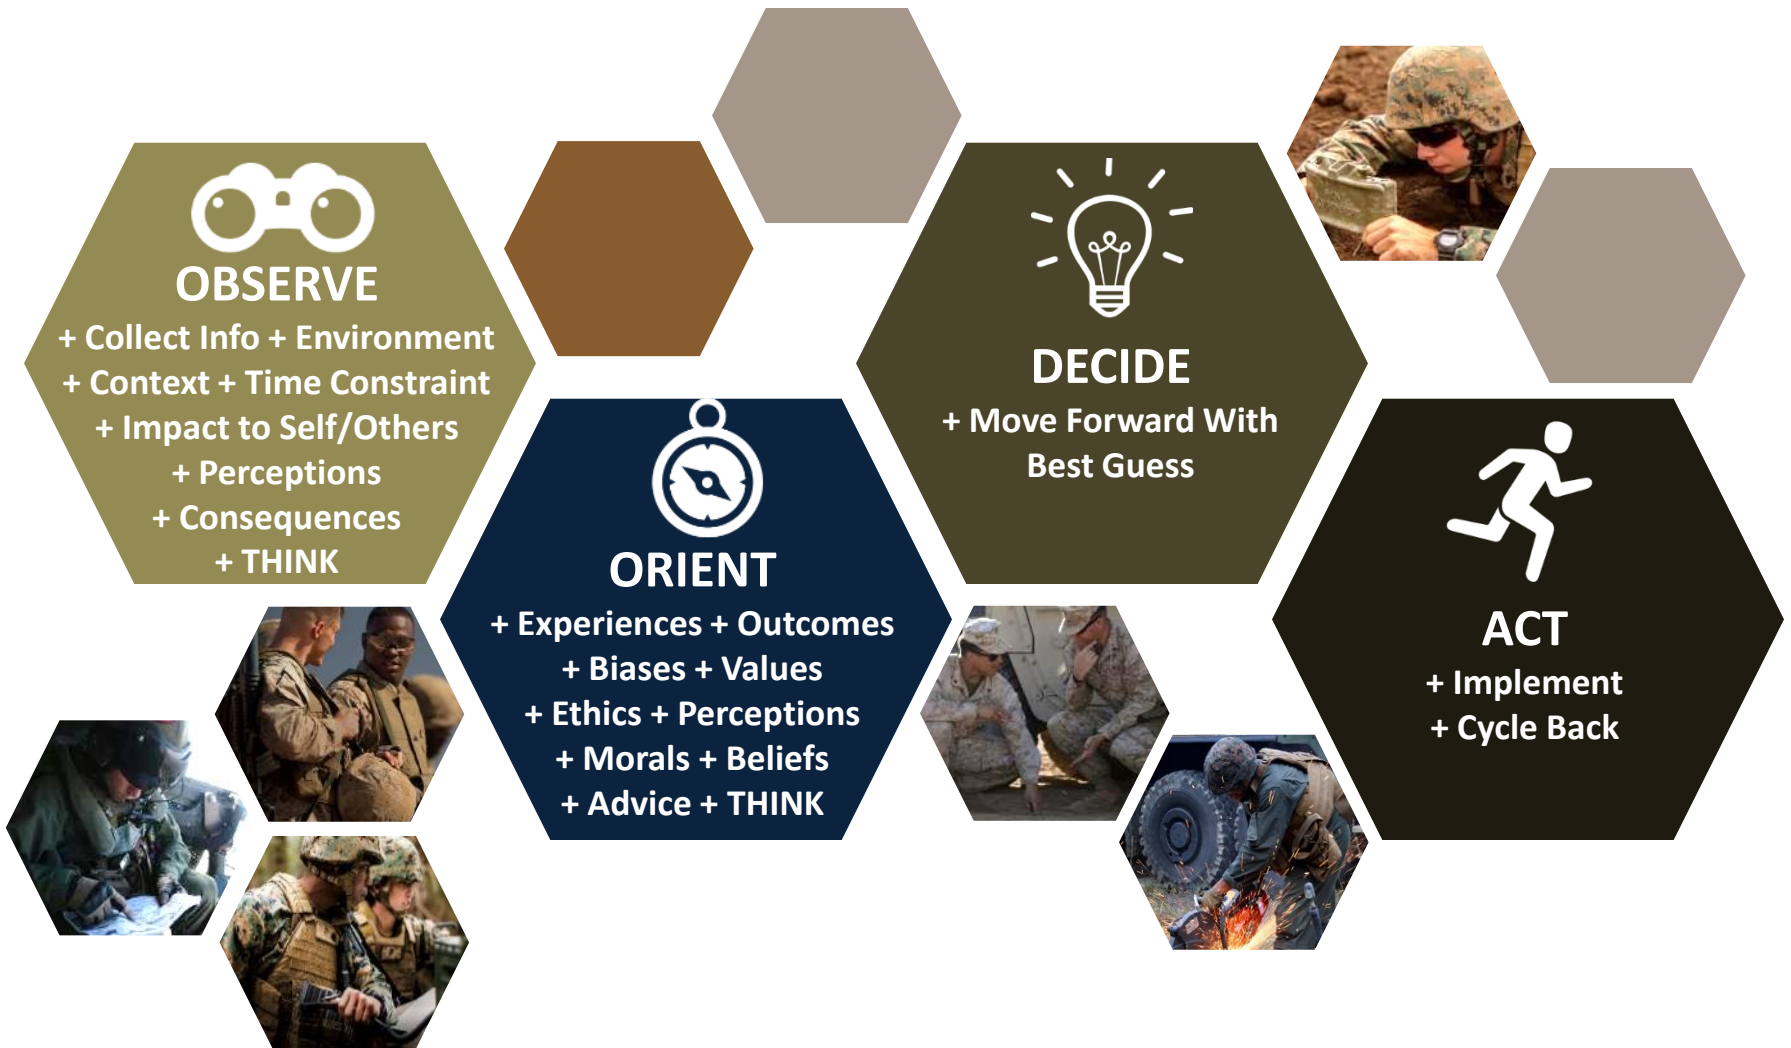 OBSERVE
+ Collect Info + Environment
+ Context + Time Constraint
+ Impact to Self/Others
+ Perceptions
+ Consequences
+ THINK
ORIENT
+ Experiences + Outcomes
+ Biases + Values
+ Ethics + Perceptions
+ Morals + Beliefs
+ Advice + THINK
DECIDE
+ Move Forward With
Best Guess
ACT
+ Implement
+ Cycle Back